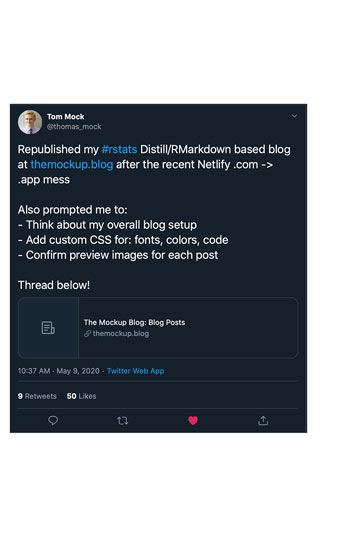 Tom Mock
@thomas_mock
Republished my #rstats Distill/RMarkdown based blog
at themockup.blog after the recent Netlify .com ->
.app mess
Also prompted me to:
- Think about my overall blog setup
- Add custom CSS for: fonts, colors, code
- Confirm preview images for each post
Thread below!
The Mockup Blog: Blog Posts
themockup.blog
10:37 AM · May 9, 2020 · Twitter Web App
9 Retweets 50 Likes